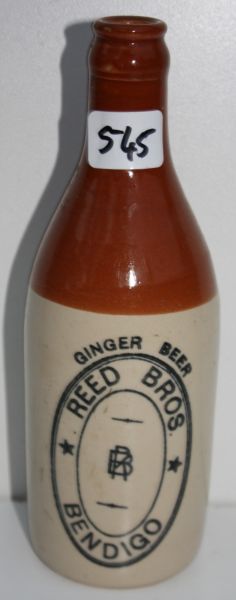 545
GINGER BEER
REED BROS.
RB
BENDIGO